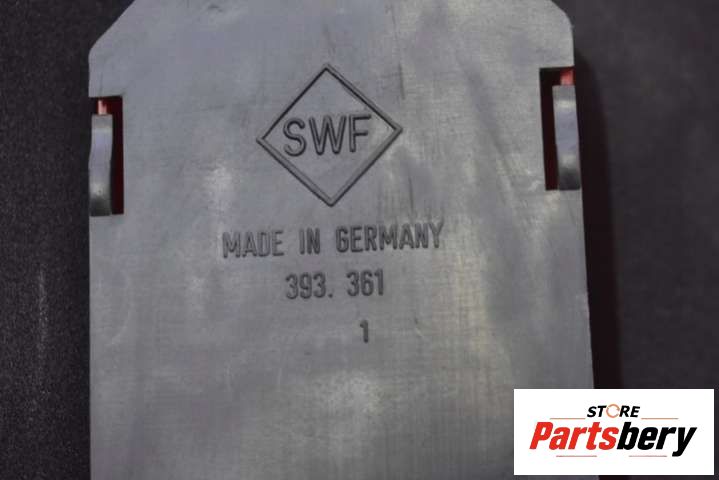 SWF
MADE IN GERMANY
393. 361
1
STORE
Partsbery